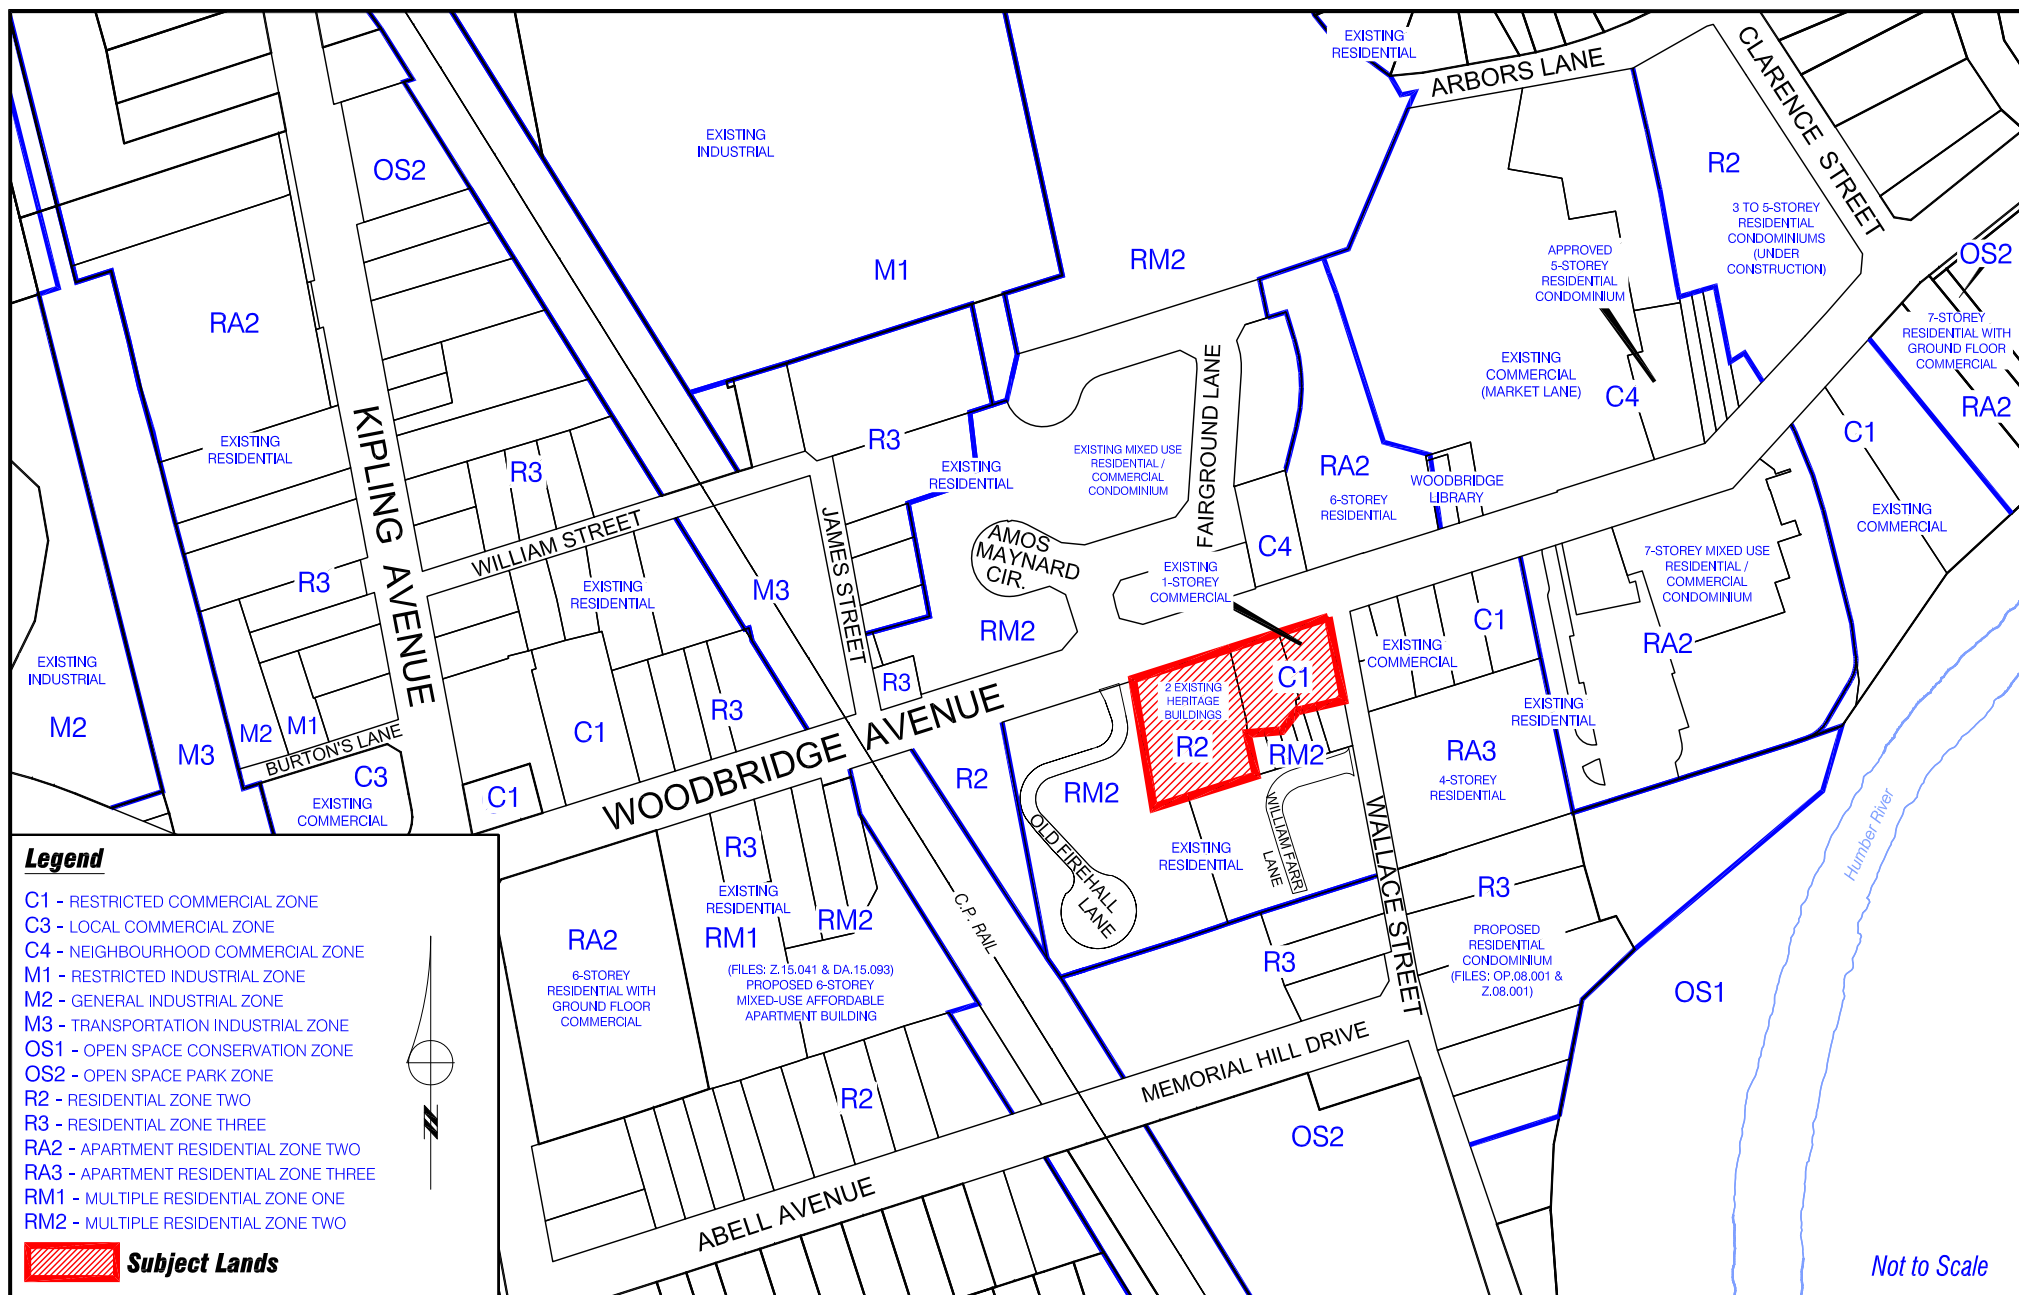 EXISTING
RESIDENTIAL
ARBORS LANE
CLARENCE STREET
EXISTING
INDUSTRIAL
OS2
R2
3 TO 5-STOREY
RESIDENTIAL
CONDOMINIUMS
(UNDER
CONSTRUCTION)
OS2
M1
RM2
APPROVED
5-STOREY
RESIDENTIAL
CONDOMINIUM
RA2
7-STOREY
RESIDENTIAL WITH
GROUND FLOOR
COMMERCIAL
RA2
EXISTING
COMMERCIAL
(MARKET LANE)
C4
FAIRGROUND LANE
KIPLING AVENUE
EXISTING
RESIDENTIAL
R3
R3
EXISTING
RESIDENTIAL
EXISTING MIXED USE
RESIDENTIAL /
COMMERCIAL
CONDOMINIUM
RA2
6-STOREY
RESIDENTIAL
WOODBRIDGE
LIBRARY
C1
EXISTING
COMMERCIAL
WILLIAM STREET
JAMES STREET
AMOS
MAYNARD
CIR.
C4
EXISTING
1-STOREY
COMMERCIAL
7-STOREY MIXED USE
RESIDENTIAL /
COMMERCIAL
CONDOMINIUM
RA2
R3
EXISTING
RESIDENTIAL
M3
RM2
C1
EXISTING
COMMERCIAL
EXISTING
INDUSTRIAL
M2
M3
M2
M1
BURTON'S LANE
C3
EXISTING
COMMERCIAL
C1
C1
R3
R3
WOODBRIDGE AVENUE
2 EXISTING
HERITAGE
BUILDINGS
R2
C1
RM2
EXISTING
RESIDENTIAL
RA3
4-STOREY
RESIDENTIAL
R2
RM2
OLD FIREHALL
LANE
EXISTING
RESIDENTIAL
WILLIAM FARR
LANE
WALLACE STREET
Humber River
R3
EXISTING
RESIDENTIAL
RM1
RM2
(FILES: Z.15.041 & DA.15.093)
PROPOSED 6-STOREY
MIXED-USE AFFORDABLE
APARTMENT BUILDING
RA2
6-STOREY
RESIDENTIAL WITH
GROUND FLOOR
COMMERCIAL
C.P. RAIL
R3
R3
PROPOSED
RESIDENTIAL
CONDOMINIUM
(FILES: OP.08.001 &
Z.08.001)
OS1
R2
MEMORIAL HILL DRIVE
OS2
ABELL AVENUE
Legend
C1 - RESTRICTED COMMERCIAL ZONE
C3 - LOCAL COMMERCIAL ZONE
C4 - NEIGHBOURHOOD COMMERCIAL ZONE
M1 - RESTRICTED INDUSTRIAL ZONE
M2 - GENERAL INDUSTRIAL ZONE
M3 - TRANSPORTATION INDUSTRIAL ZONE
OS1 - OPEN SPACE CONSERVATION ZONE
OS2 - OPEN SPACE PARK ZONE
R2 - RESIDENTIAL ZONE TWO
R3 - RESIDENTIAL ZONE THREE
RA2 - APARTMENT RESIDENTIAL ZONE TWO
RA3 - APARTMENT RESIDENTIAL ZONE THREE
RM1 - MULTIPLE RESIDENTIAL ZONE ONE
RM2 - MULTIPLE RESIDENTIAL ZONE TWO
N
Subject Lands
Not to Scale